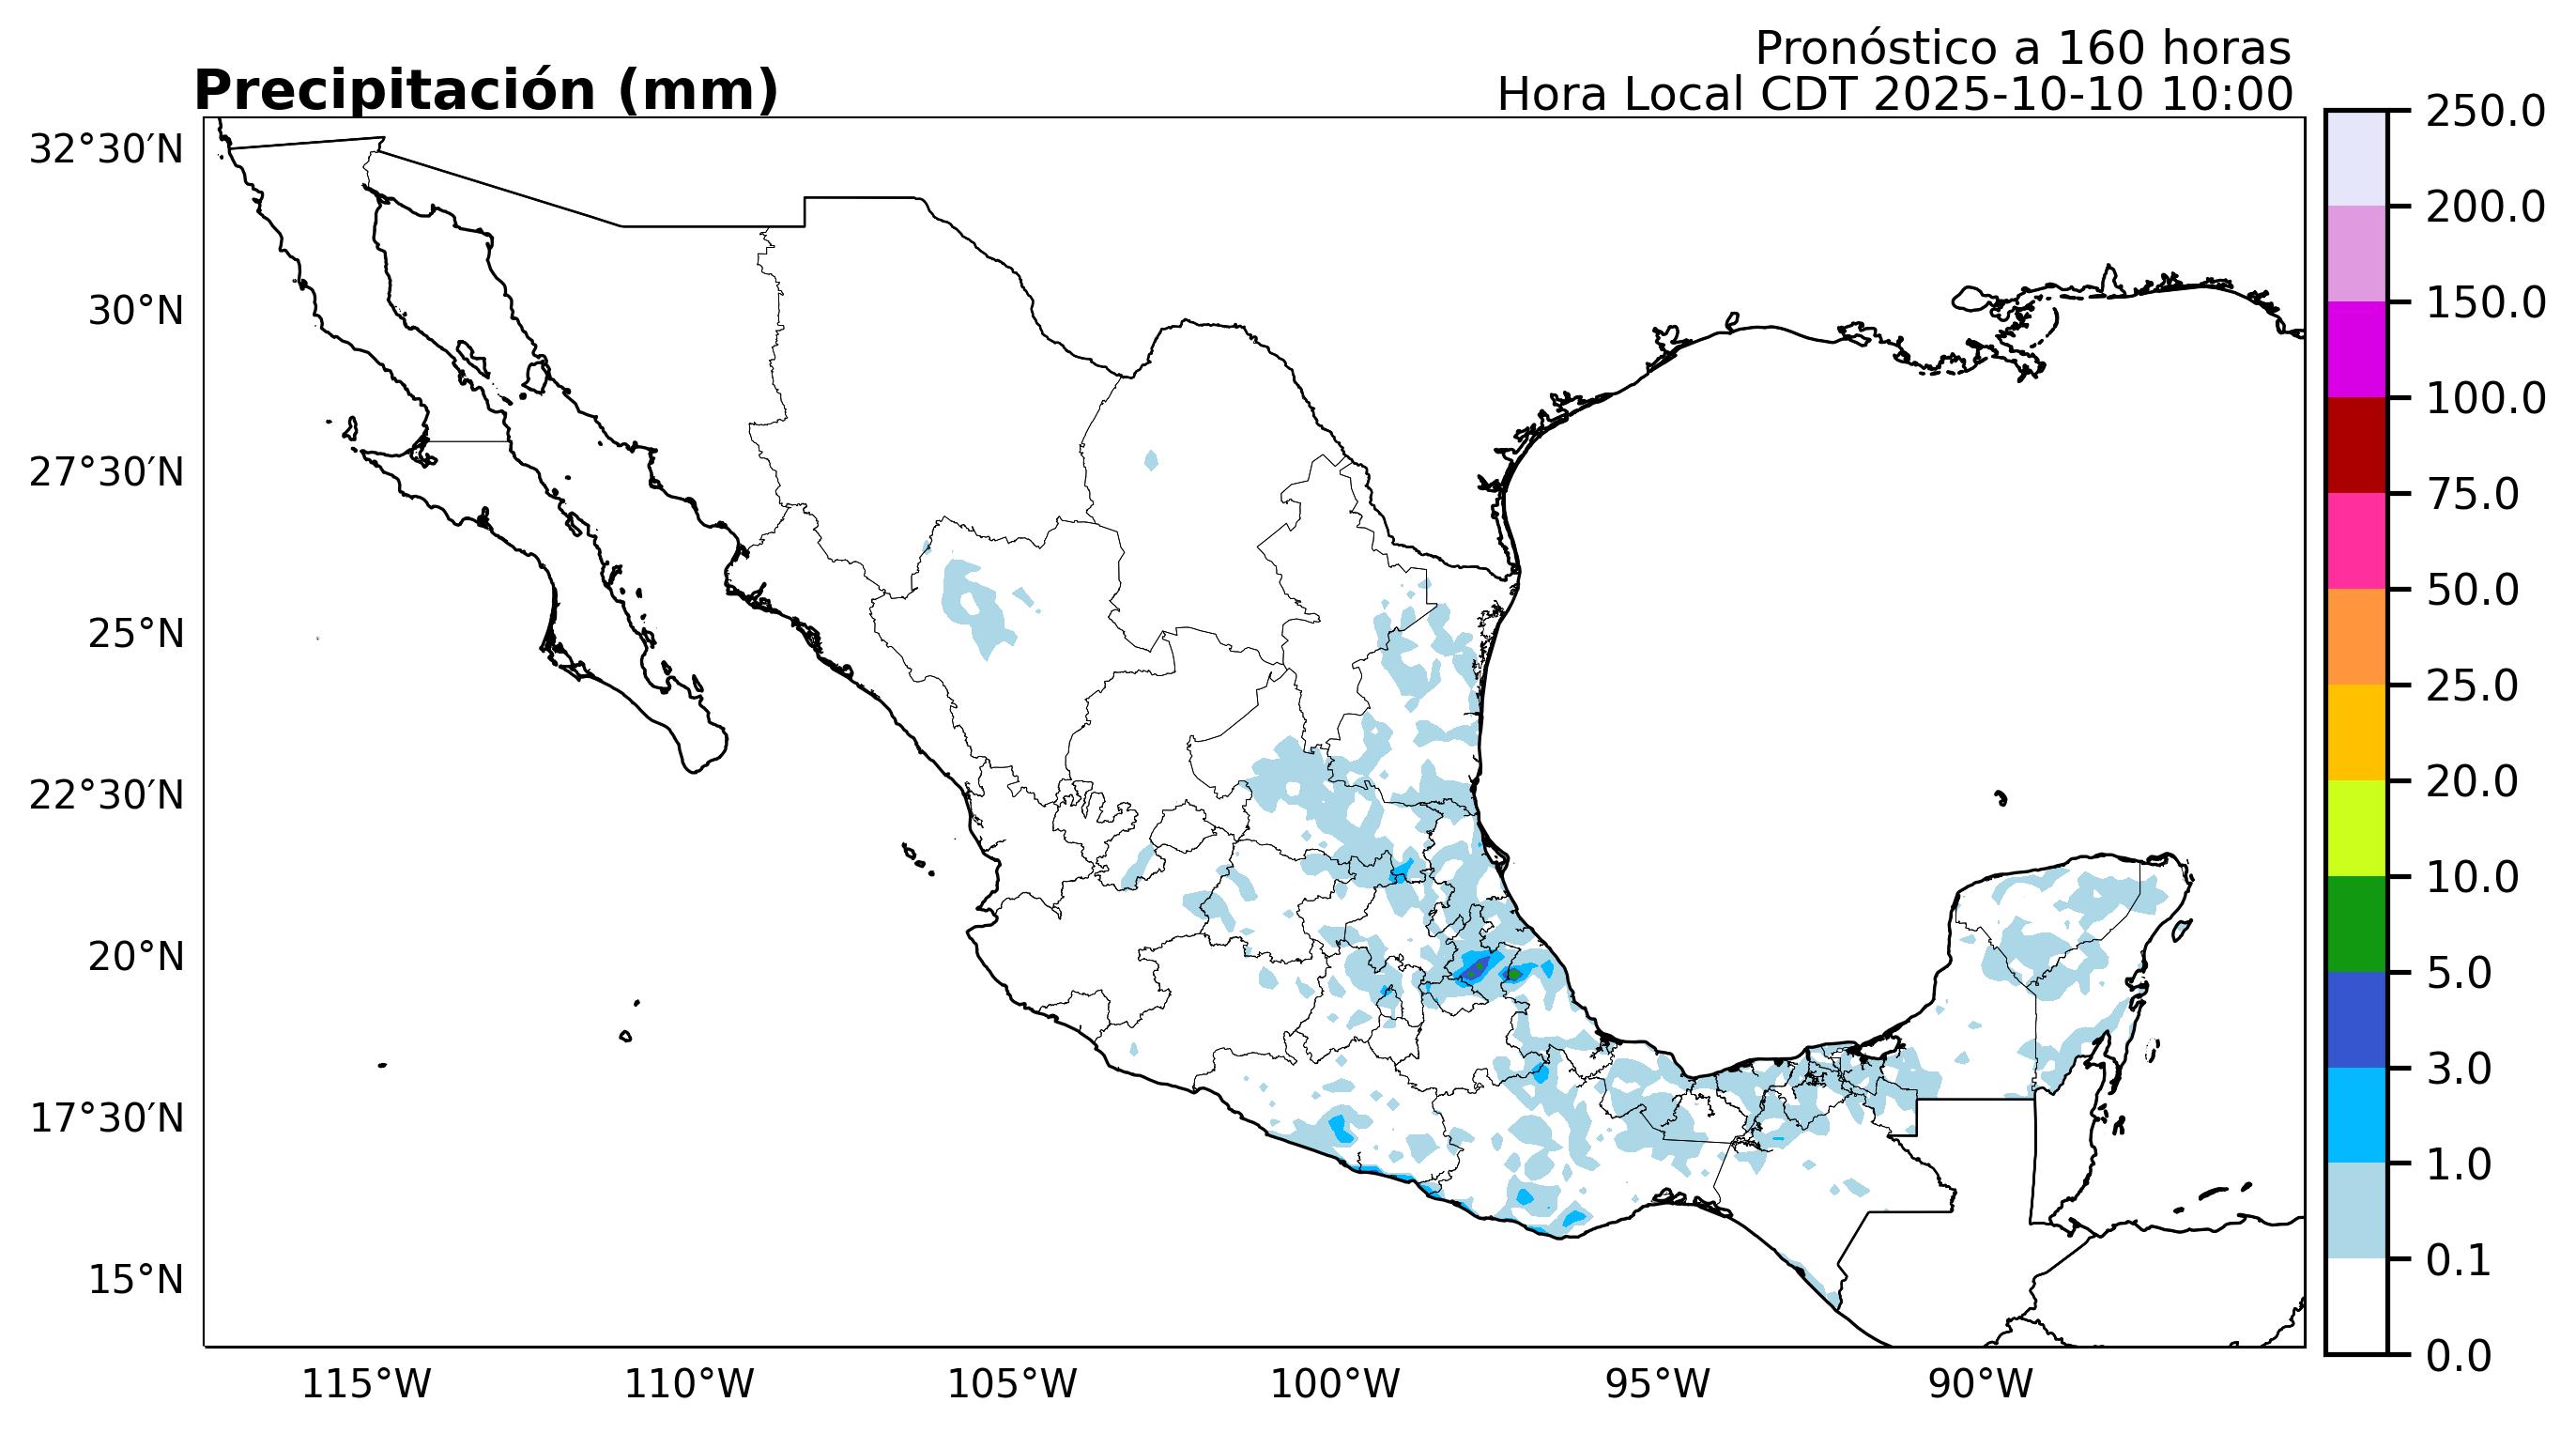 Pronóstico a 160 horas
Precipitación (mm)
Hora Local CDT 2025-10-10 10:00
32°30′N
30°N
27°30′N
25°N
22°30′N
20°N
17°30′N
15°N
115°W
110°W
105°W
100°W
95°W
90°W
250.0
200.0
150.0
100.0
75.0
50.0
25.0
20.0
10.0
5.0
3.0
1.0
0.1
0.0